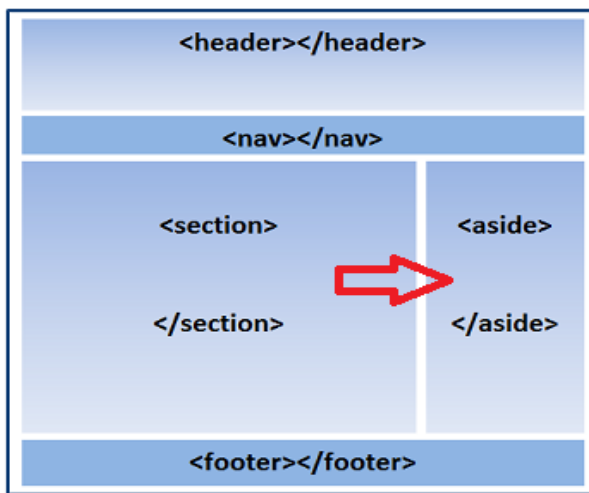 <header></header>
<nav></nav>
<section>
<aside>
</section>
</aside>
<footer></footer>